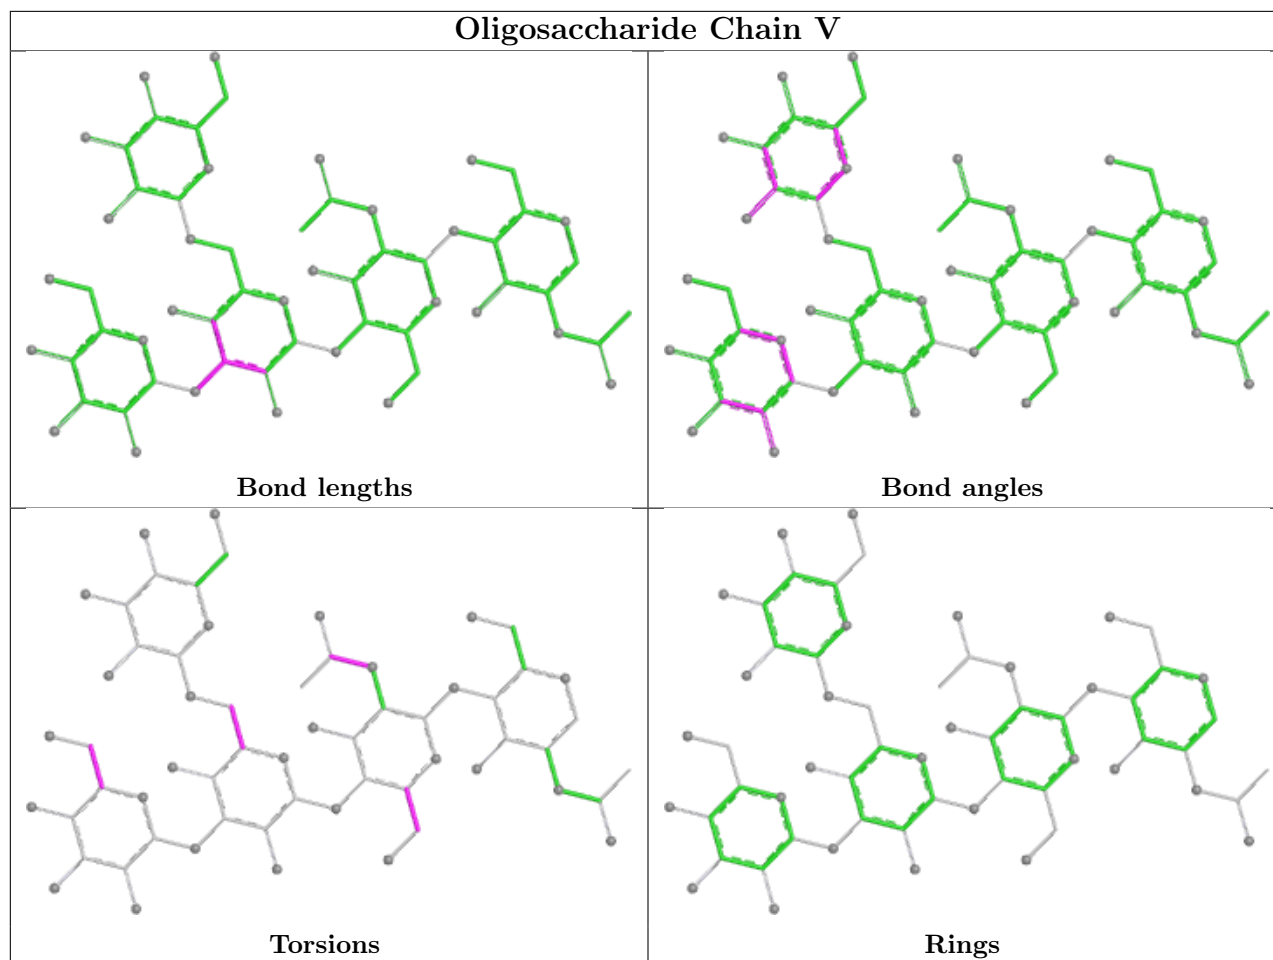 Oligosaccharide Chain V
Bond lengths
Bond angles
Torsions
Rings